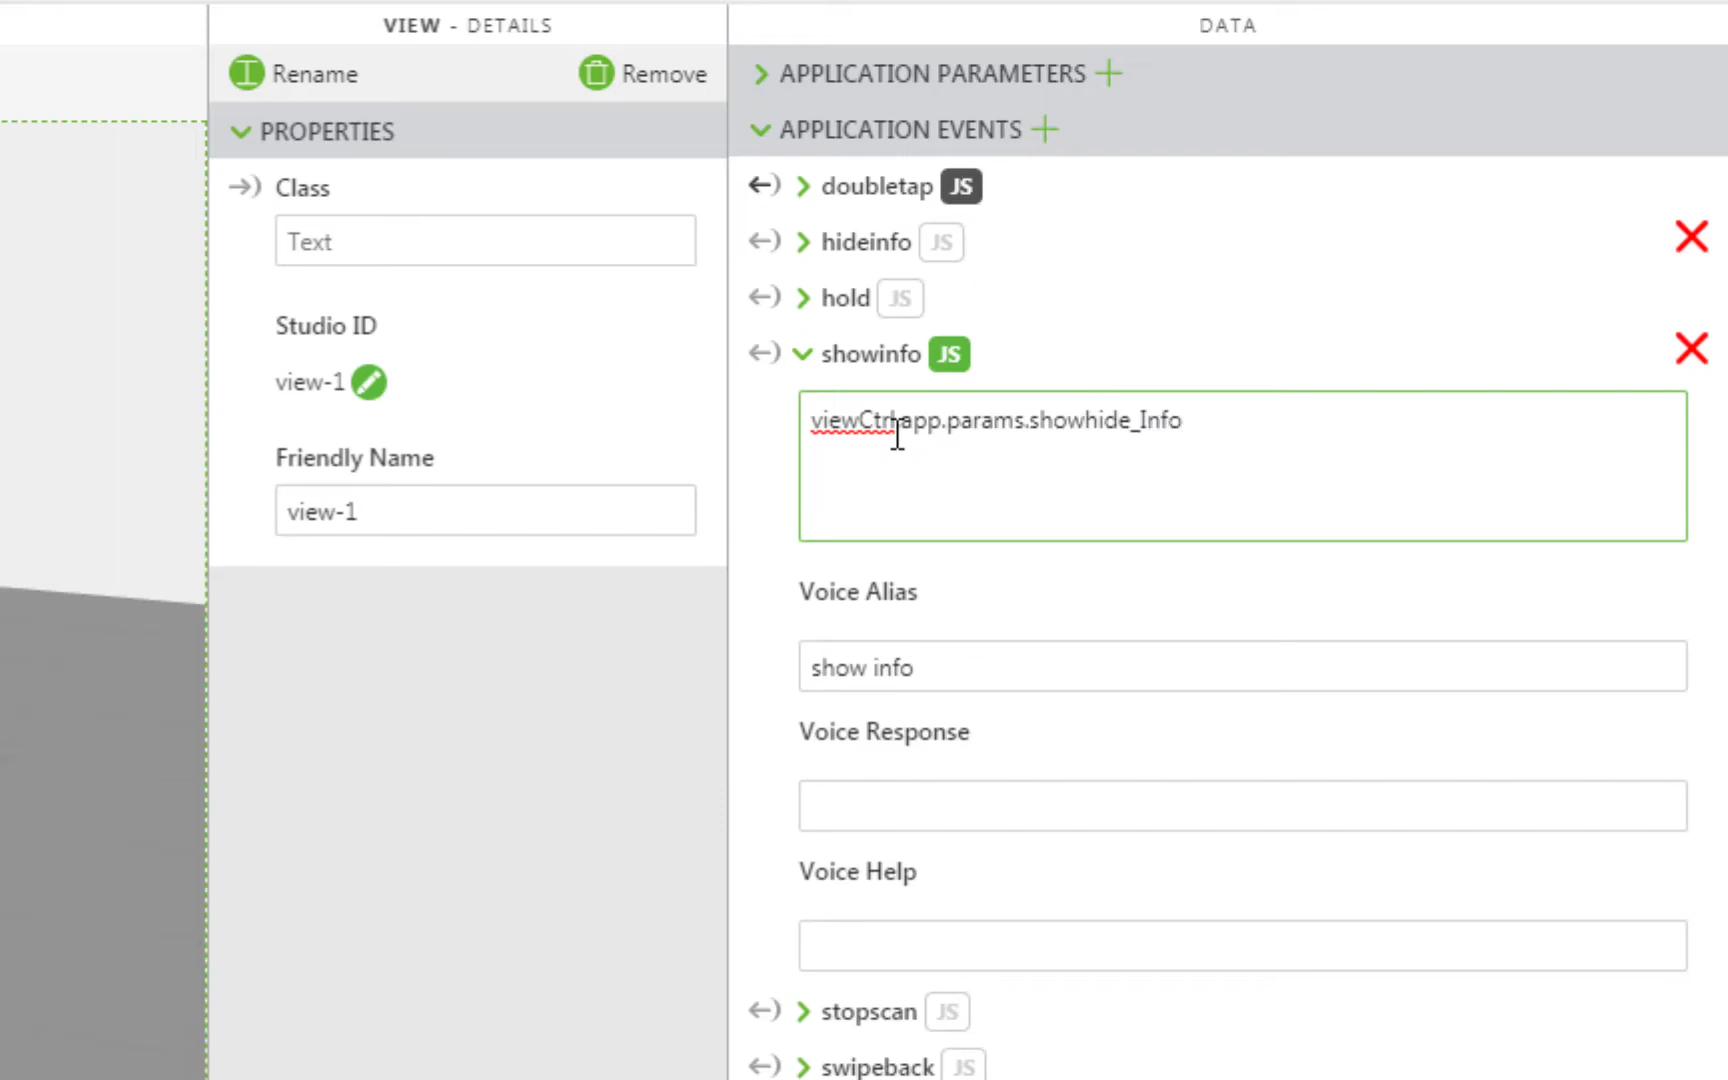 VIEW - DETAILS
Rename
Remove
PROPERTIES
Class
Text
Studio ID
view-1
Friendly Name
view-1
DATA
APPLICATION PARAMETERS
APPLICATION EVENTS
doubletap JS
hideinfo JS
hold JS
showinfo JS
viewCtrl.app.params.showhide_Info
Voice Alias
show info
Voice Response
Voice Help
stopscan JS
swipeback JS